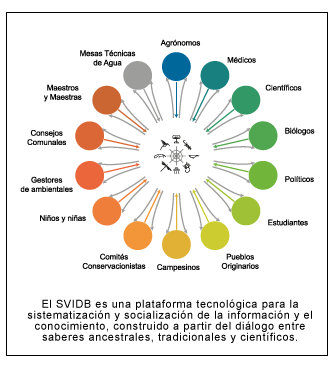 Agrónomos
Médicos
Científicos
Biólogos
Políticos
Estudiantes
Pueblos
Originarios
Campesinos
Comités
Conservacionistas
Niños y niñas
Gestores
de ambientales
Consejos
Comunales
Maestros
y Maestras
Mesas Técnicas
de Agua
El SVIDB es una plataforma tecnológica para la
sistematización y socialización de la información y el
conocimiento, construido a partir del diálogo entre
saberes ancestrales, tradicionales y científicos.